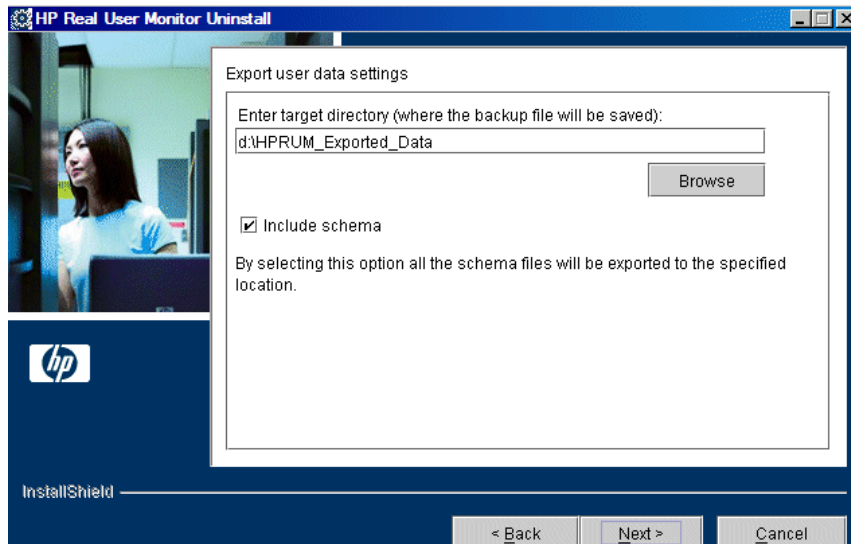 HP Real User Monitor Uninstall
Export user data settings
Enter target directory (where the backup file will be saved):
d:\HPRUM_Exported_Data
Browse
Include schema
By selecting this option all the schema files will be exported to the specified
location.
hp
InstallShield
< Back
Next >
Cancel